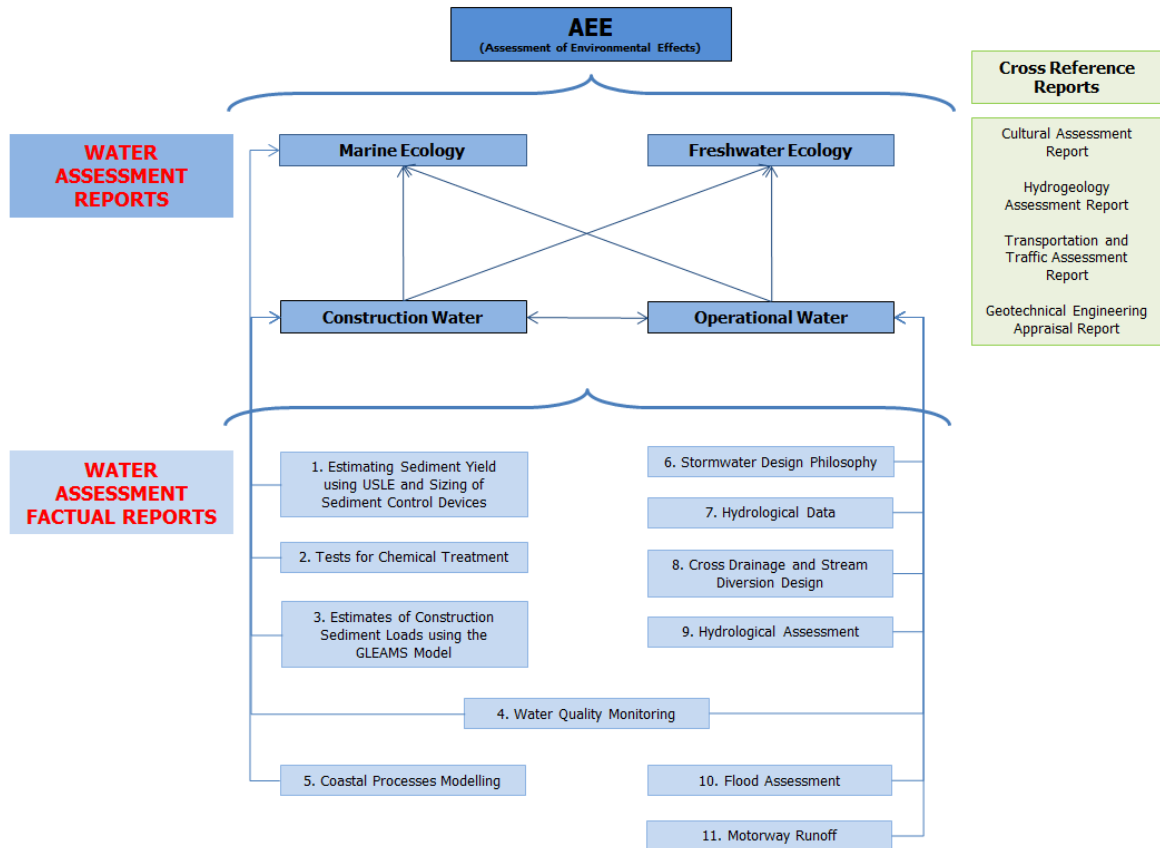 AEE
(Assessment of Environmental Effects)
Cross Reference
Reports
WATER
ASSESSMENT
REPORTS
Marine Ecology
Freshwater Ecology
Cultural Assessment
Report
Hydrogeology
Assessment Report
Transportation and
Traffic Assessment
Report
Geotechnical Engineering
Appraisal Report
Construction Water
Operational Water
WATER
ASSESSMENT
FACTUAL REPORTS
1. Estimating Sediment Yield
using USLE and Sizing of
Sediment Control Devices
2. Tests for Chemical Treatment
3. Estimates of Construction
Sediment Loads using the
GLEAMS Model
4. Water Quality Monitoring
5. Coastal Processes Modelling
6. Stormwater Design Philosophy
7. Hydrological Data
8. Cross Drainage and Stream
Diversion Design
9. Hydrological Assessment
10. Flood Assessment
11. Motorway Runoff